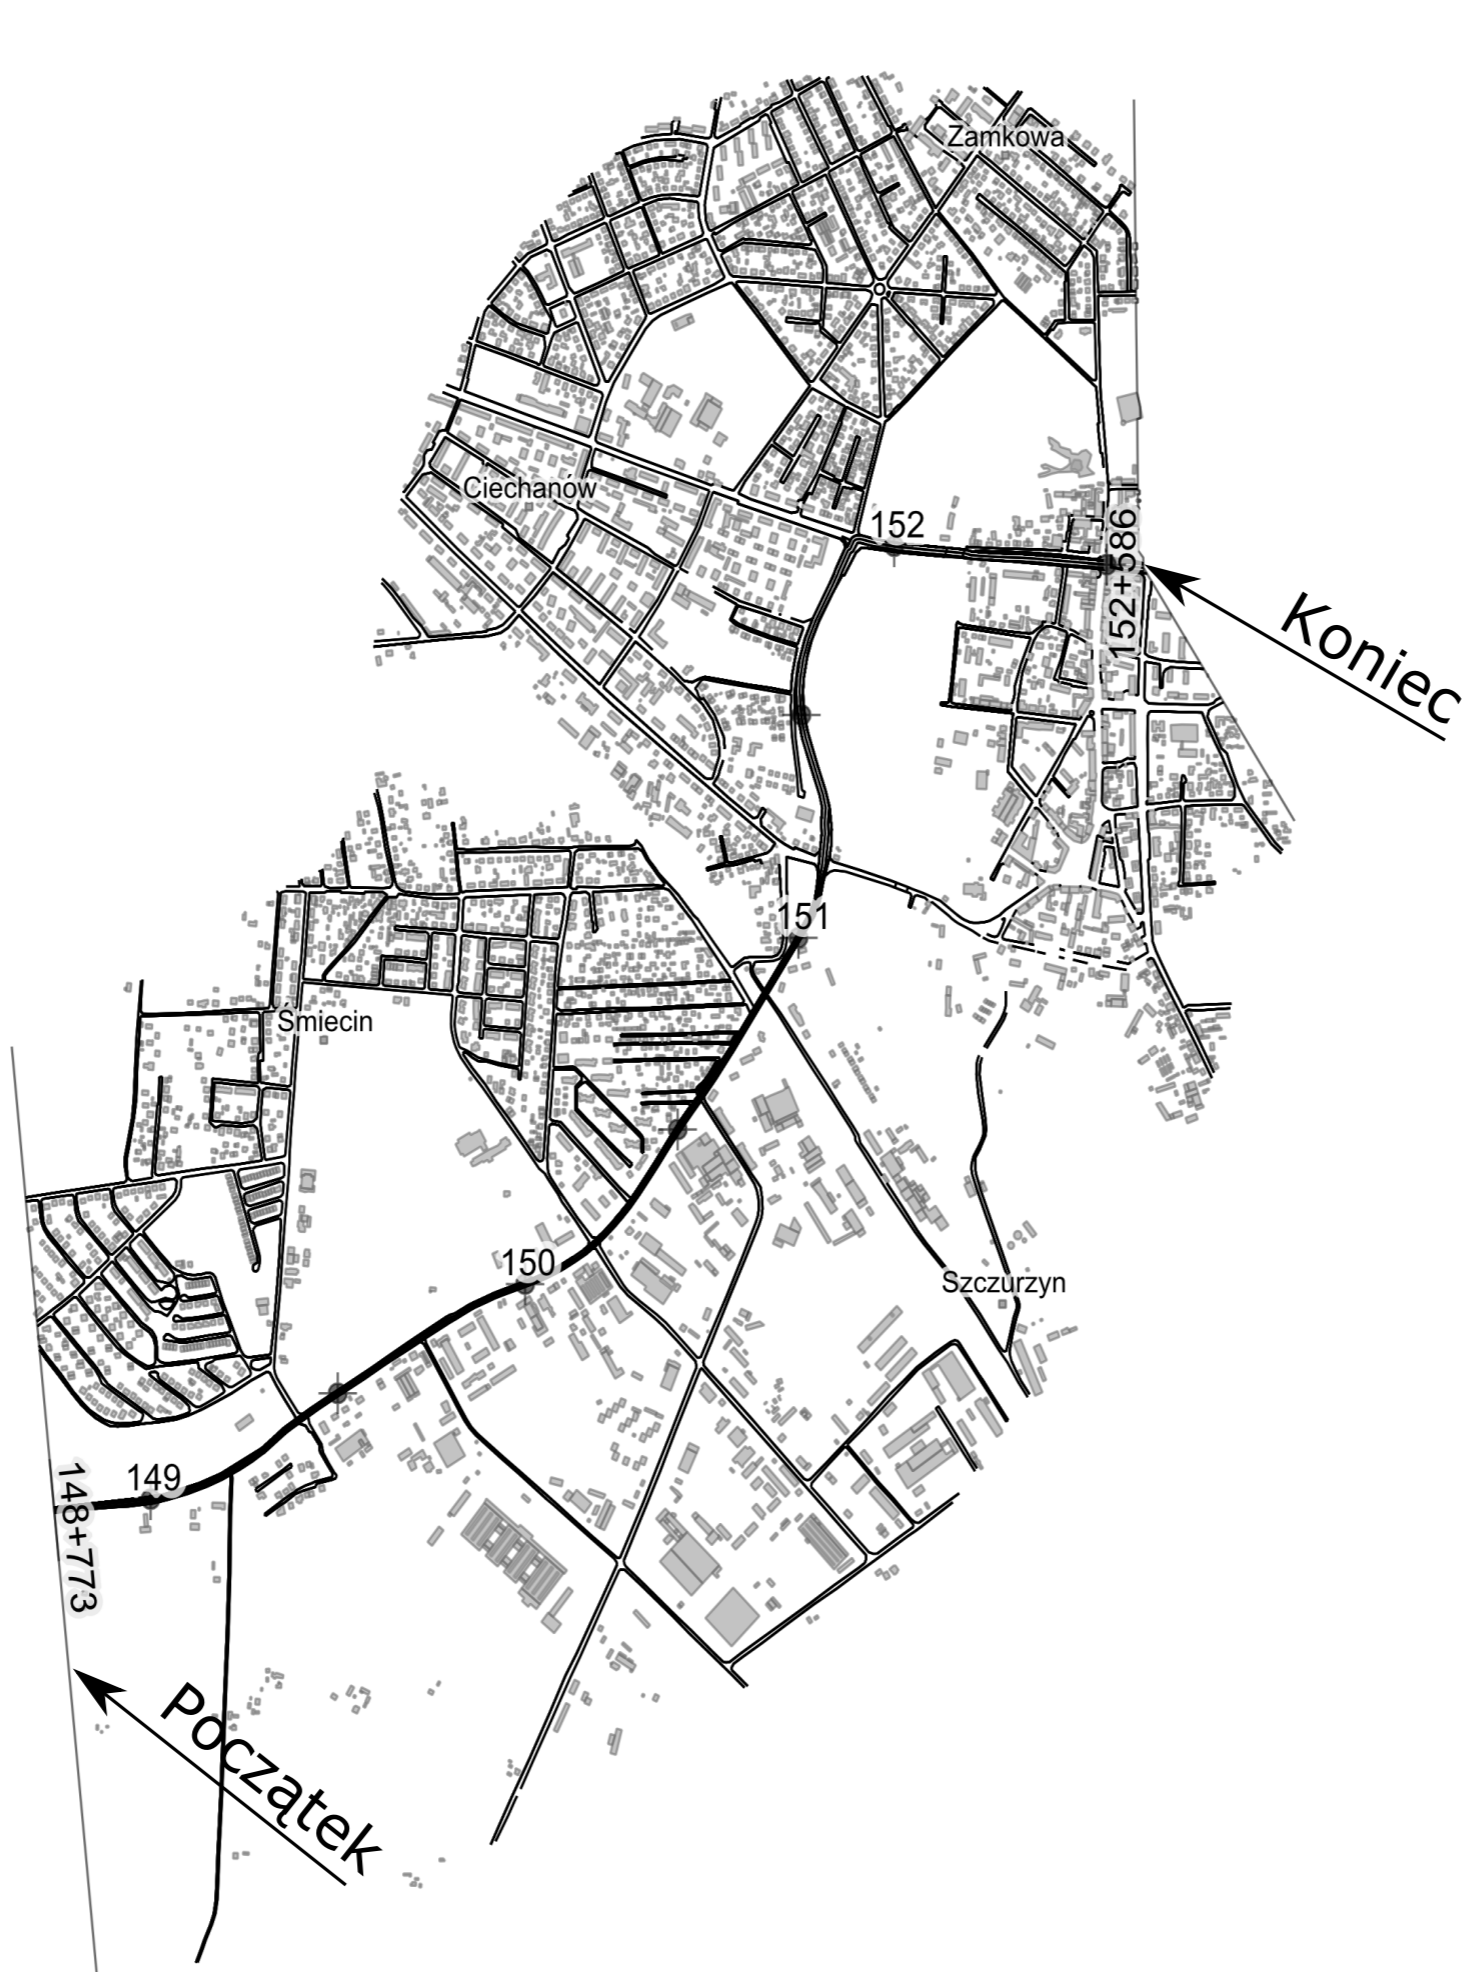 Zamkowa
Ciechanów
152
152+586
Koniec
151
Śmiecin
150
Szczurzyn
149
148+773
Początek